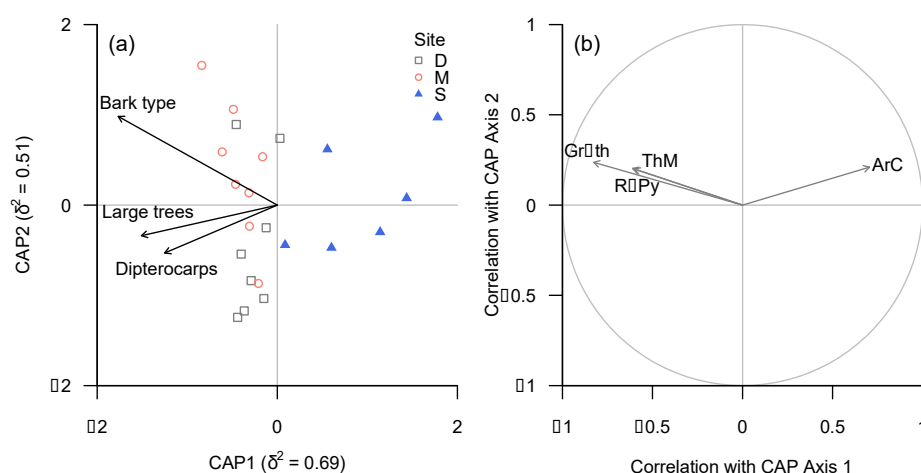 (a)
Site
D
M
S
Bark type
Large trees
Dipterocarps
2
0
▯2
▯2
0
2
CAP2 (δ² = 0.51)
CAP1 (δ² = 0.69)
(b)
Gr▯th
ThM
R▯Py
ArC
1
0.5
0
▯0.5
▯1
▯1
▯0.5
0
0.5
1
Correlation with CAP Axis 2
Correlation with CAP Axis 1